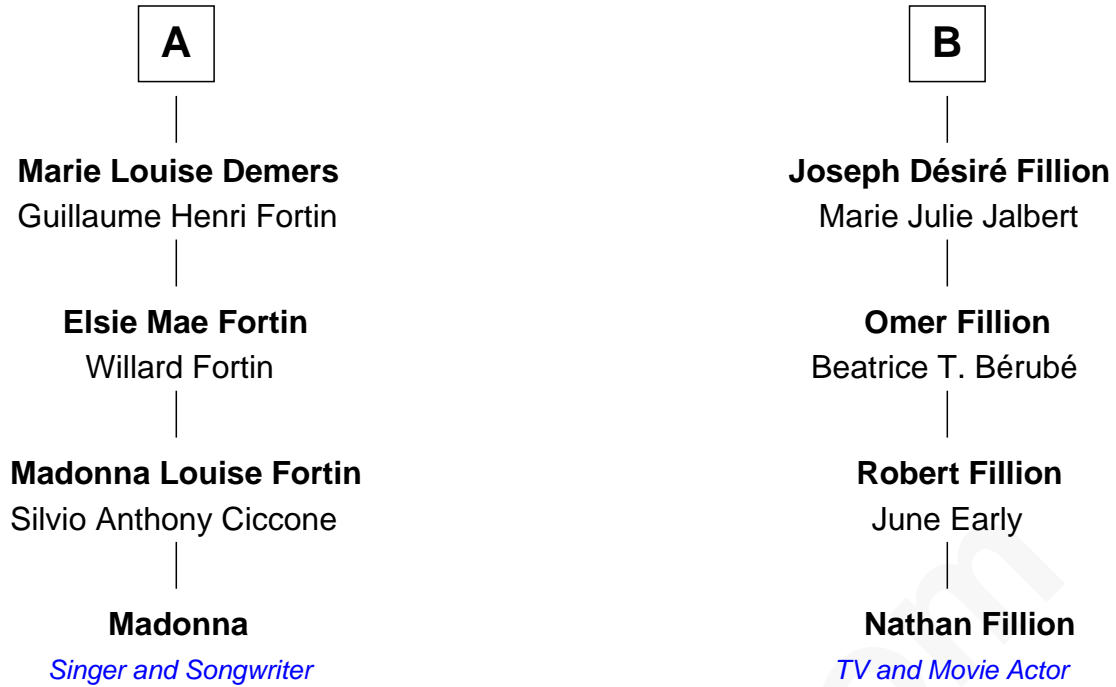 A
Marie Louise Demers
Guillaume Henri Fortin
Elsie Mae Fortin
Willard Fortin
Madonna Louise Fortin
Silvio Anthony Ciccone
Madonna
Singer and Songwriter
B
Joseph Désiré Fillion
Marie Julie Jalbert
Omer Fillion
Beatrice T. Bérubé
Robert Fillion
June Early
Nathan Fillion
TV and Movie Actor
om